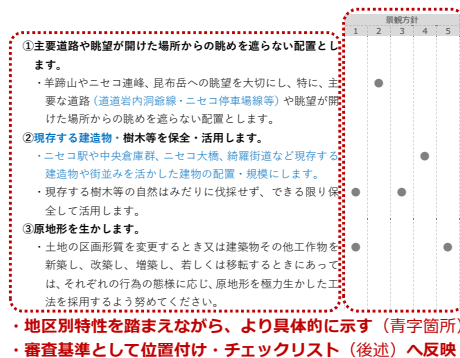 景観方針
1 2 3 4 5
①主要道路や眺望が開けた場所からの眺めを遮らない配置とし
ます。
・羊蹄山やニセコ連峰、昆布岳への眺望を大切にし、特に、主
要な道路（道道岩内洞爺線・ニセコ停車場線等）や眺望が開
けた場所からの眺めを遮らない配置とします。
②現存する建造物・樹木等を保全・活用します。
・ニセコ駅や中央倉庫群、ニセコ大橋、綺羅街道など現存する
建造物や街並みを活かした建物の配置・規模にします。
・現存する樹木等の自然はみだりに伐採せず、できる限り保
全して活用します。
③原地形を生かします。
・土地の区画形質を変更するとき又は建築物その他工作物を
新築し、改築し、増築し、若しくは移転するときにあって
は、それぞれの行為の態様に応じ、原地形を極力生かした工
法を採用するよう努めてください。
・地区別特性を踏まえながら、より具体的に示す（青字箇所）
・審査基準として位置付け・チェックリスト（後述）へ反映